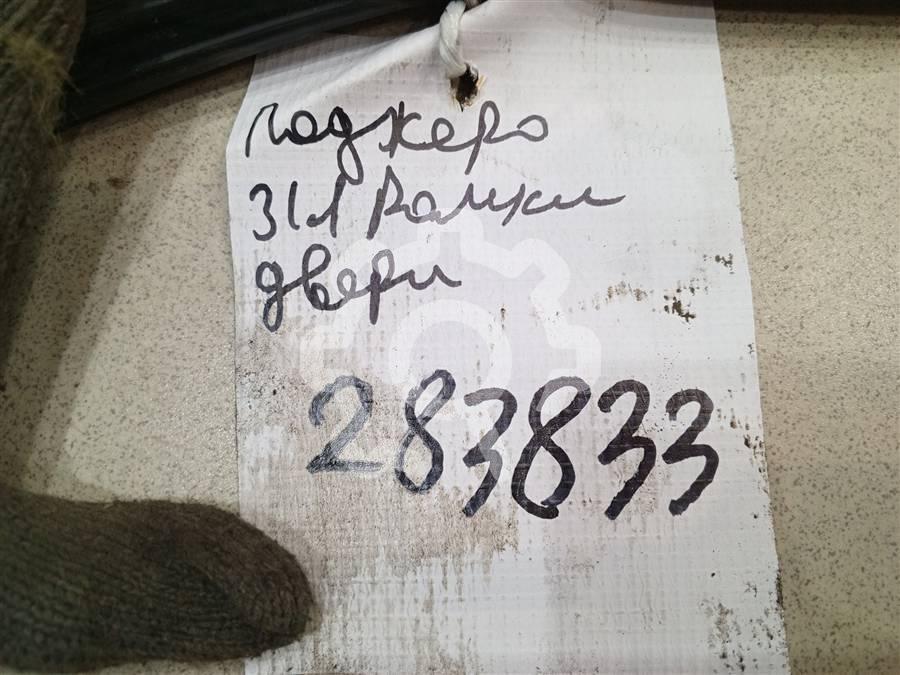 Паджеро
31л Рамки
двери
283833